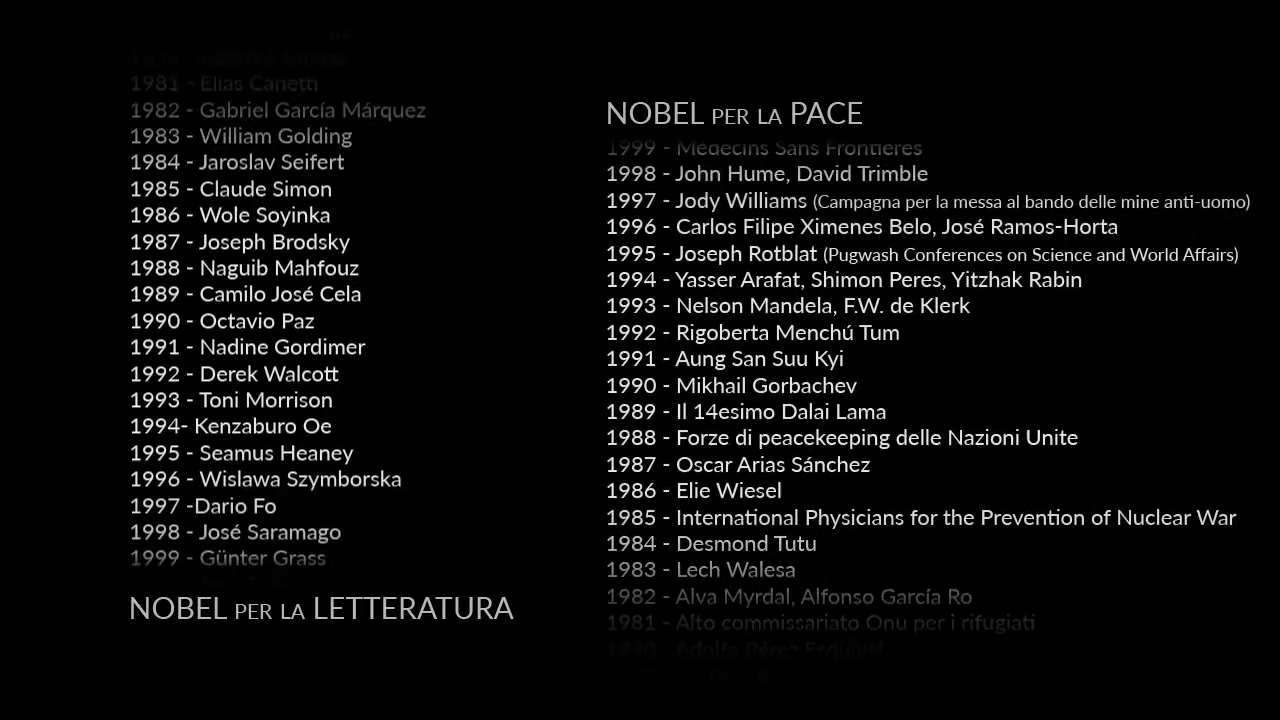 1981 - Elias Canetti
1982 - Gabriel García Márquez
1983 - William Golding
1984 - Jaroslav Seifert
1985 - Claude Simon
1986 - Wole Soyinka
1987 - Joseph Brodsky
1988 - Naguib Mahfouz
1989 - Camilo José Cela
1990 - Octavio Paz
1991 - Nadine Gordimer
1992 - Derek Walcott
1993 - Toni Morrison
1994- Kenzaburo Oe
1995 - Seamus Heaney
1996 - Wislawa Szymborska
1997 -Dario Fo
1998 - José Saramago
1999 - Günter Grass
NOBEL PER LA LETTERATURA
NOBEL PER LA PACE
1999 - Médecins Sans Frontières
1998 - John Hume, David Trimble
1997 - Jody Williams (Campagna per la messa al bando delle mine anti-uomo)
1996 - Carlos Filipe Ximenes Belo, José Ramos-Horta
1995 - Joseph Rotblat (Pugwash Conferences on Science and World Affairs)
1994 - Yasser Arafat, Shimon Peres, Yitzhak Rabin
1993 - Nelson Mandela, F.W. de Klerk
1992 - Rigoberta Menchú Tum
1991 - Aung San Suu Kyi
1990 - Mikhail Gorbachev
1989 - Il 14esimo Dalai Lama
1988 - Forze di peacekeeping delle Nazioni Unite
1987 - Oscar Arias Sánchez
1986 - Elie Wiesel
1985 - International Physicians for the Prevention of Nuclear War
1984 - Desmond Tutu
1983 - Lech Walesa
1982 - Alva Myrdal, Alfonso García Ro
1981 - Alto commissariato Onu per i rifugiati
1980- Adolfo Pérez Esquivel